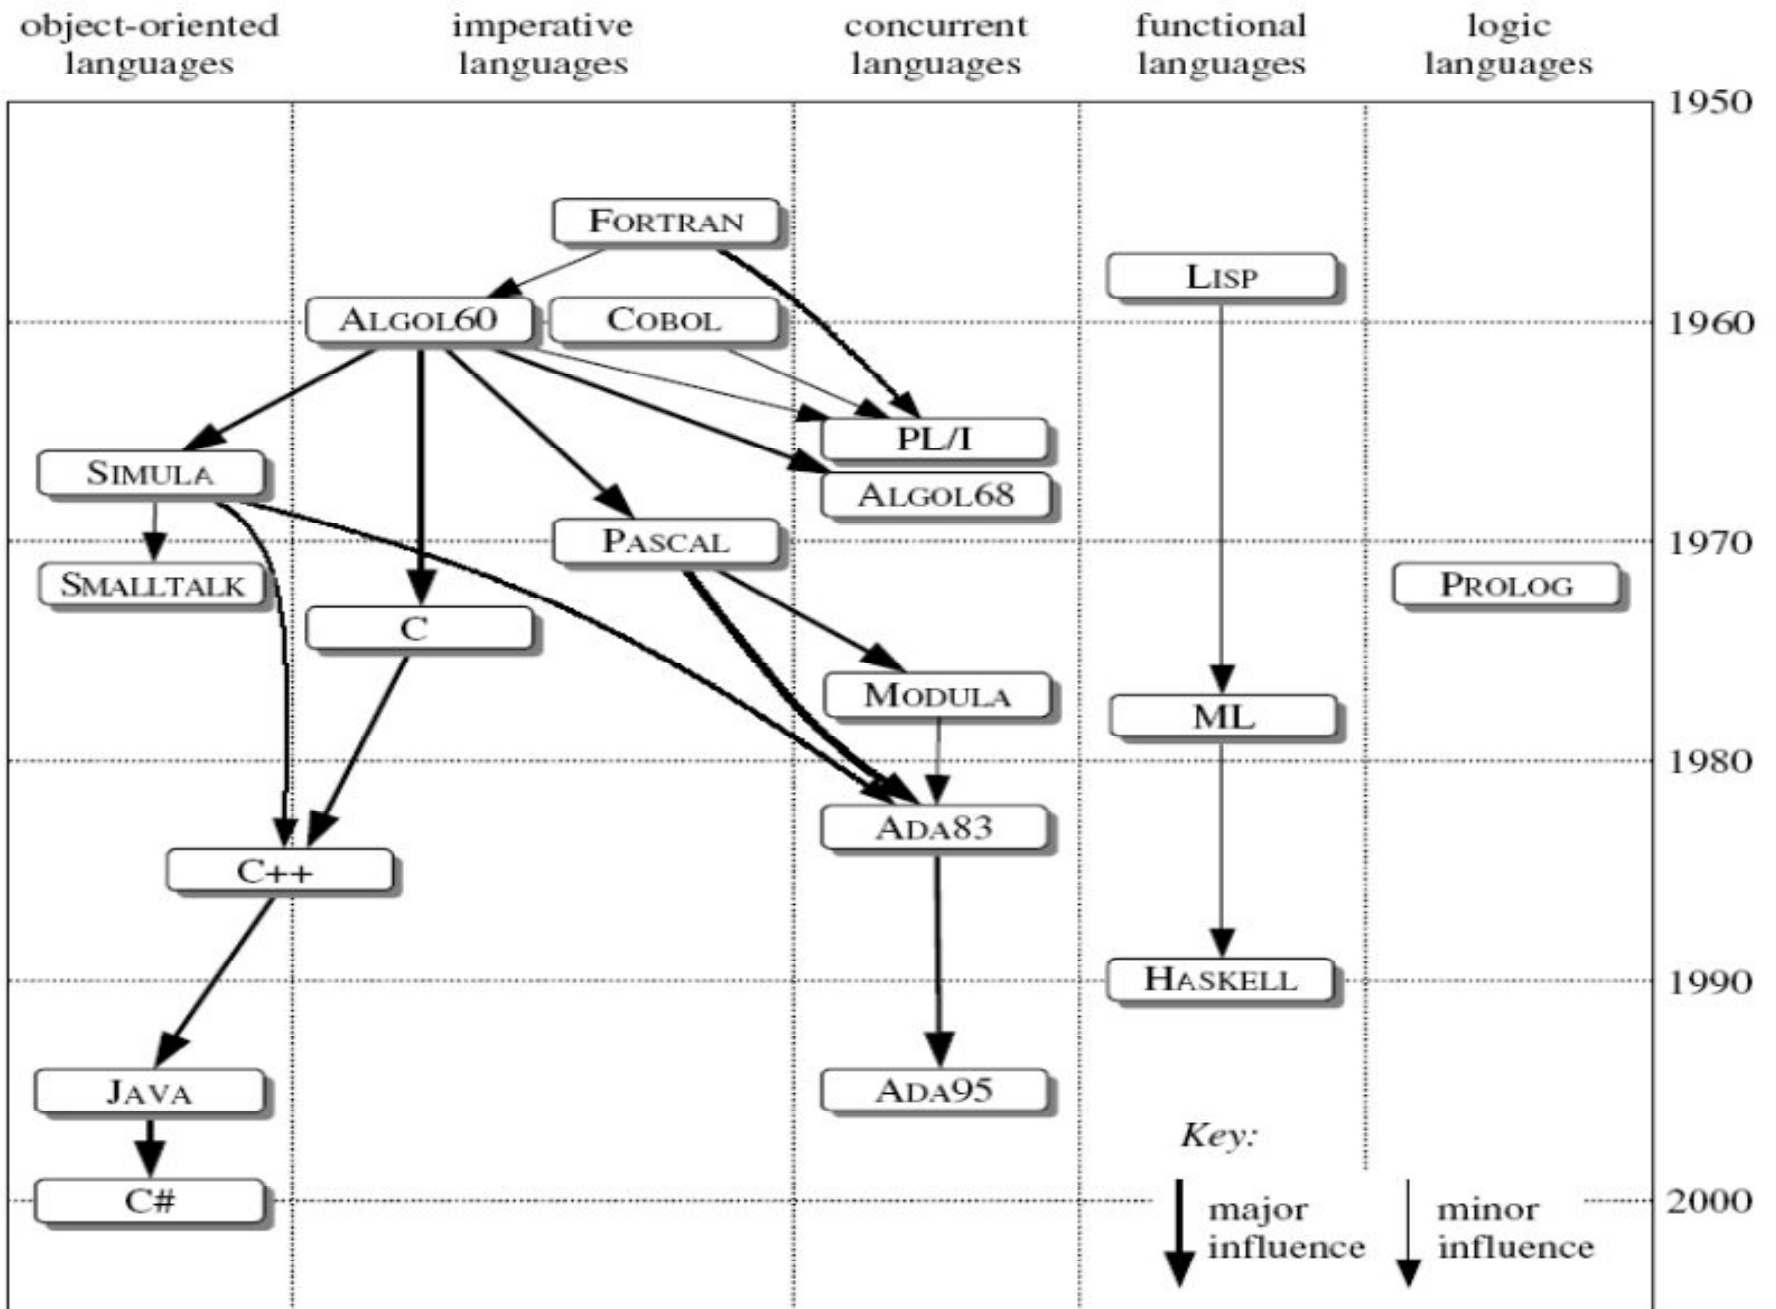 object-oriented
languages
imperative
languages
concurrent
languages
functional
languages
logic
languages
1950
FORTRAN
LISP
ALGOL60
COBOL
1960
PL/I
SIMULA
ALGOL68
PASCAL
1970
SMALLTALK
PROLOG
C
MODULA
ML
1980
ADA83
C++
HASKELL
1990
JAVA
ADA95
Key:
C#
2000
major
influence
minor
influence